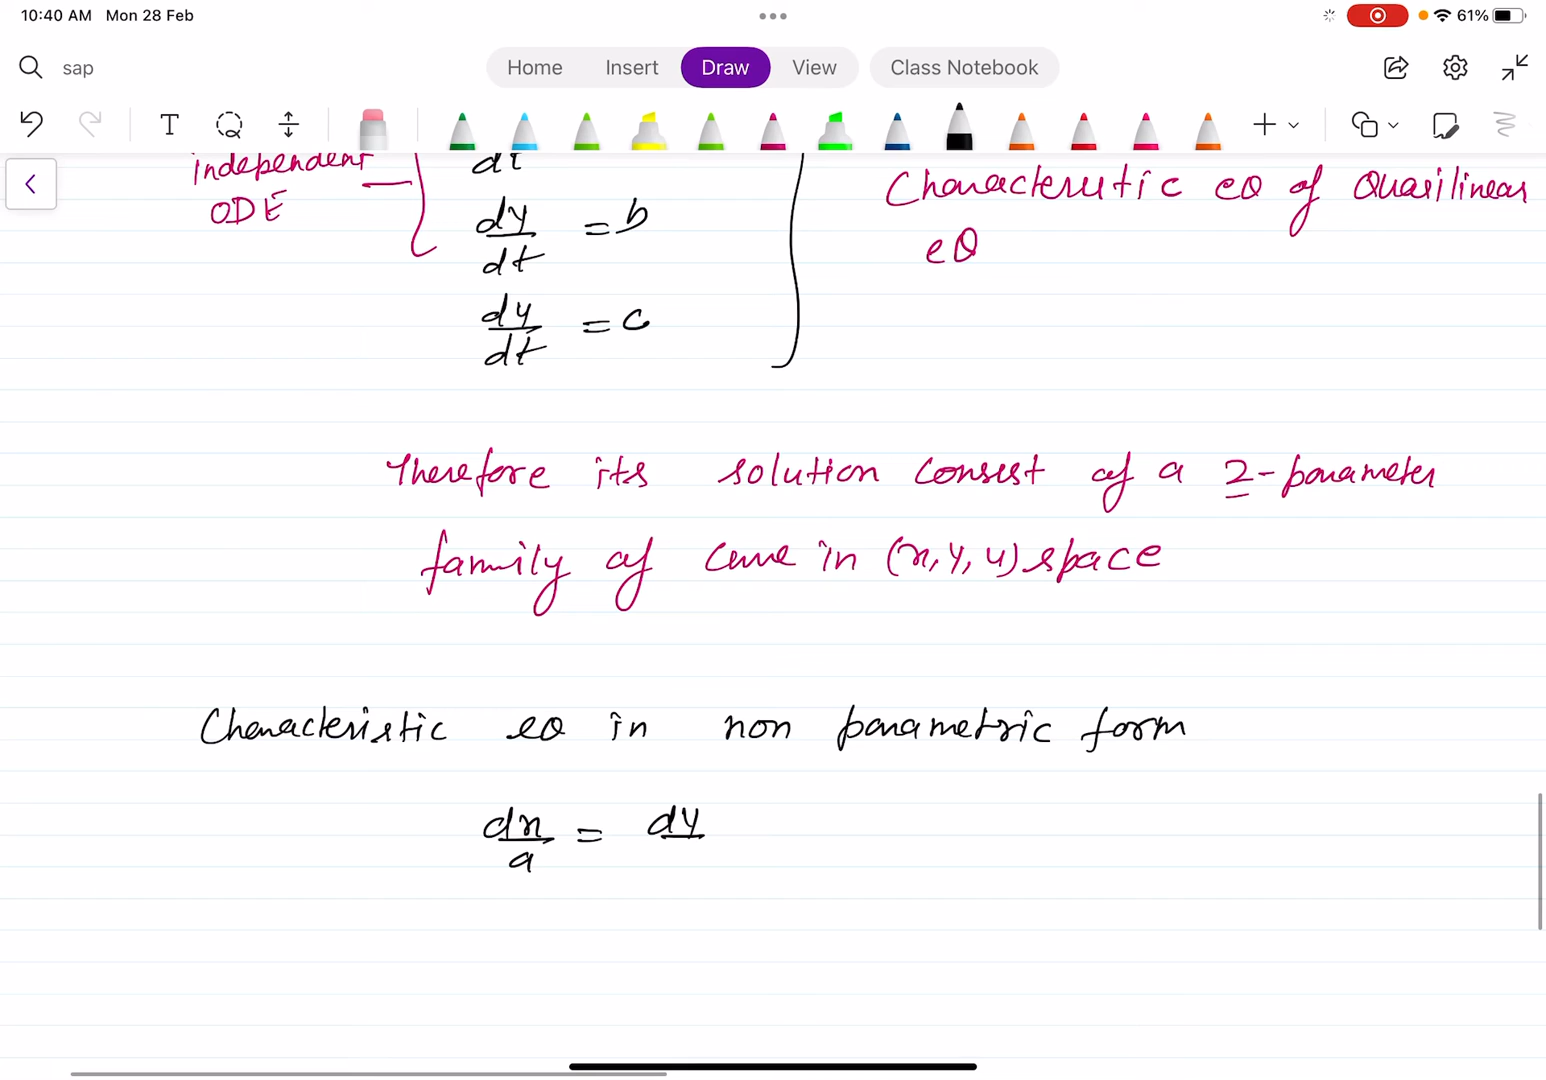 10:40 AM Mon 28 Feb
61%
sap
Home Insert Draw View Class Notebook
T
independent
ODE
dt
dy/dt = b
dy/dt = c
Characteristic eq of Quasilinear
eq
Therefore its solution consist of a 2-parameter
family of curve in (x, y, u) space
Characteristic eq in non parametric form
dx/a = dy